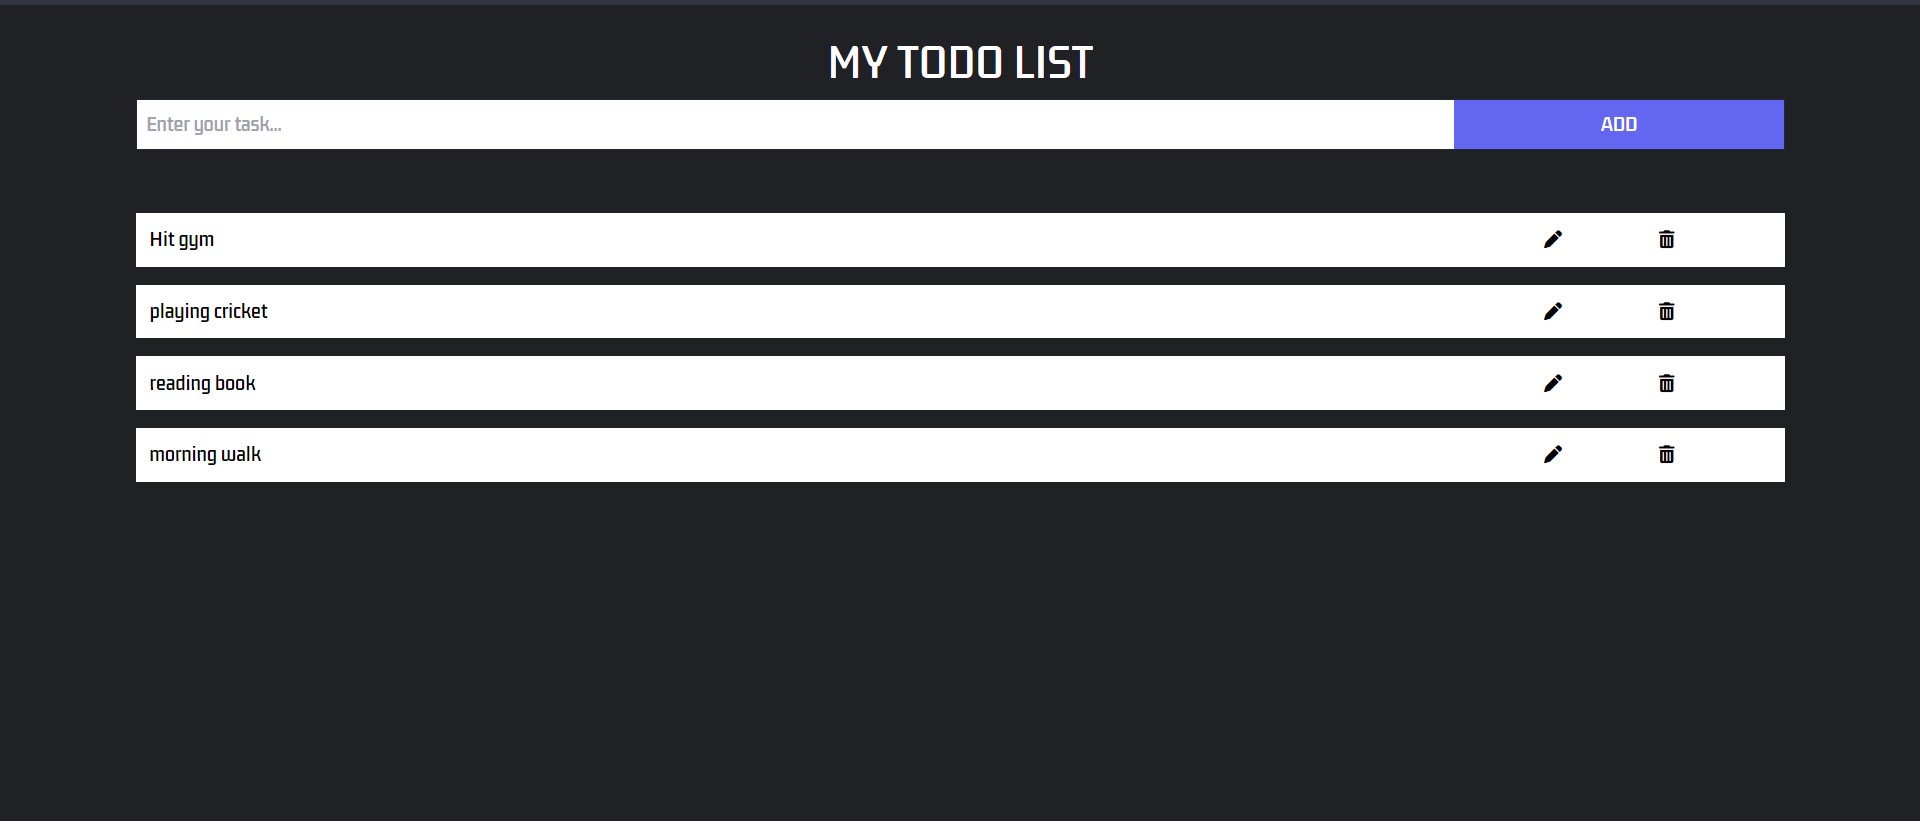 MY TODO LIST
Enter your task...
ADD
Hit gym
playing cricket
reading book
morning walk